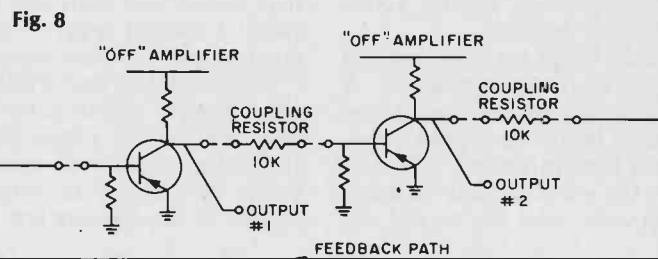 Fig. 8
"OFF" AMPLIFIER
"OFF" AMPLIFIER
COUPLING
RESISTOR
10K
COUPLING
RESISTOR
10K
OUTPUT
#1
OUTPUT
#2
FEEDBACK PATH